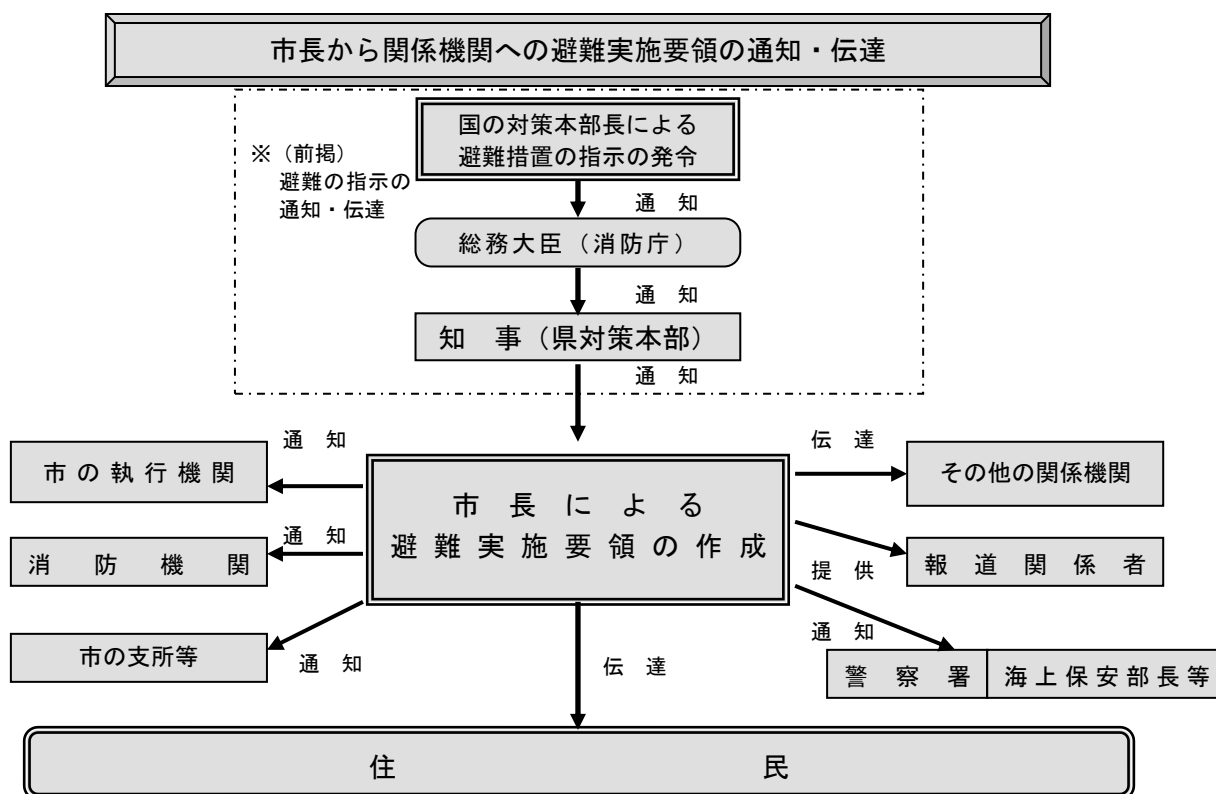 市長から関係機関への避難実施要領の通知・伝達
国の対策本部長による
避難措置の指示の発令
※（前掲）
避難の指示の
通知・伝達
通 知
総務大臣（消防庁）
通 知
知 事（県対策本部）
通 知
通 知
伝 達
市の執行機関
その他の関係機関
市長による
避難実施要領の作成
通 知
消防機関
報道関係者
提 供
市の支所等
通 知
伝 達
通 知
警察署
海上保安部長等
住 民